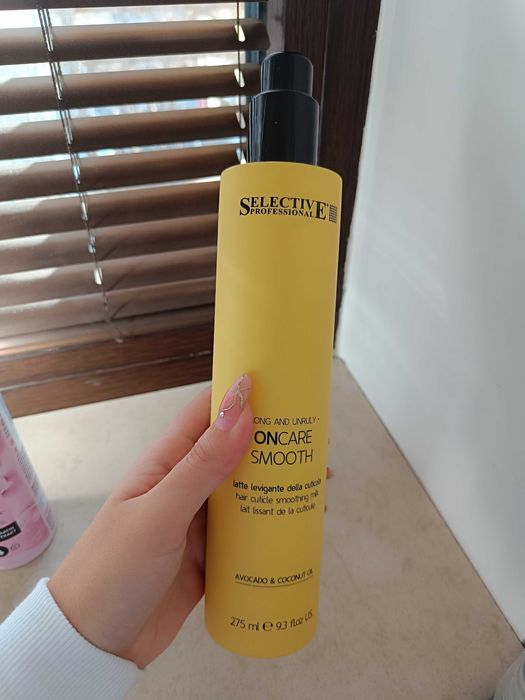 SELECTIVE
PROFESSIONAL
LONG AND UNRULY •
ONCARE
SMOOTH
latte levigante della cuticola
hair cuticle smoothing milk
lait lissant de la cuticule
AVOCADO & COCONUT OIL
275 ml ℮ 9.3 fl.oz U.S.